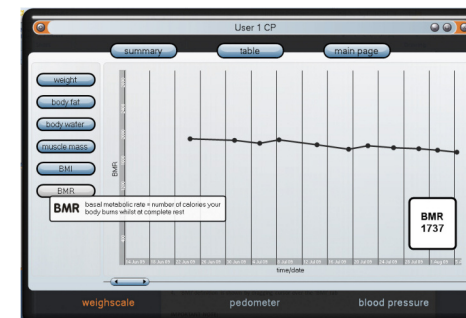 User 1 CP
summary
table
main page
weight
body fat
body water
muscle mass
BMI
BMR
BMR
basal metabolic rate = number of calories your
body burns whilst at complete rest
BMR
BMR
1737
time/date
weighscale
pedometer
blood pressure